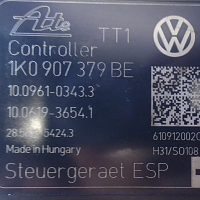 Ate
TT1
Controller
1K0 907 379 BE
10.0961-0343.3
10.0619-3654.1
Made in Hungary
H31/SO108
Steuergeraet ESP